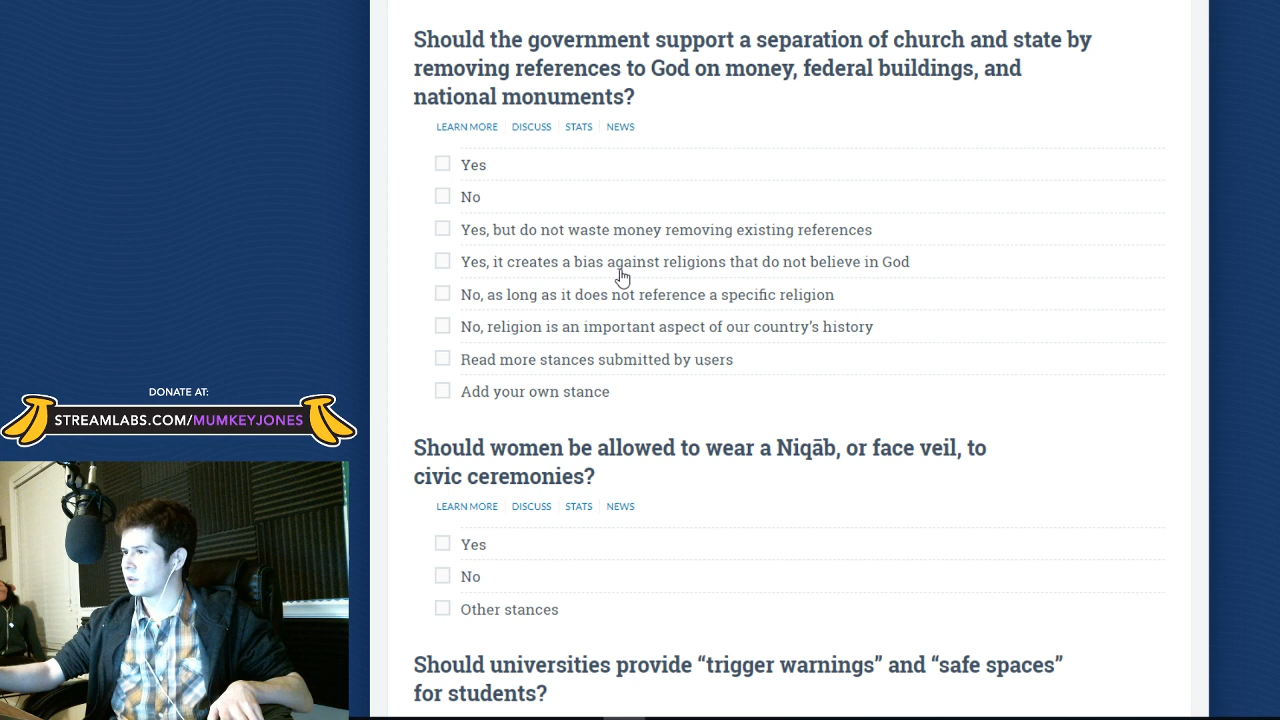 Should the government support a separation of church and state by
removing references to God on money, federal buildings, and
national monuments?
LEARN MORE DISCUSS STATS NEWS
Yes
No
Yes, but do not waste money removing existing references
Yes, it creates a bias against religions that do not believe in God
No, as long as it does not reference a specific religion
No, religion is an important aspect of our country's history
Read more stances submitted by users
Add your own stance
DONATE AT:
STREAMLABS.COM/MUMKEYJONES
Should women be allowed to wear a Niqāb, or face veil, to
civic ceremonies?
LEARN MORE DISCUSS STATS NEWS
Yes
No
Other stances
Should universities provide “trigger warnings” and “safe spaces”
for students?